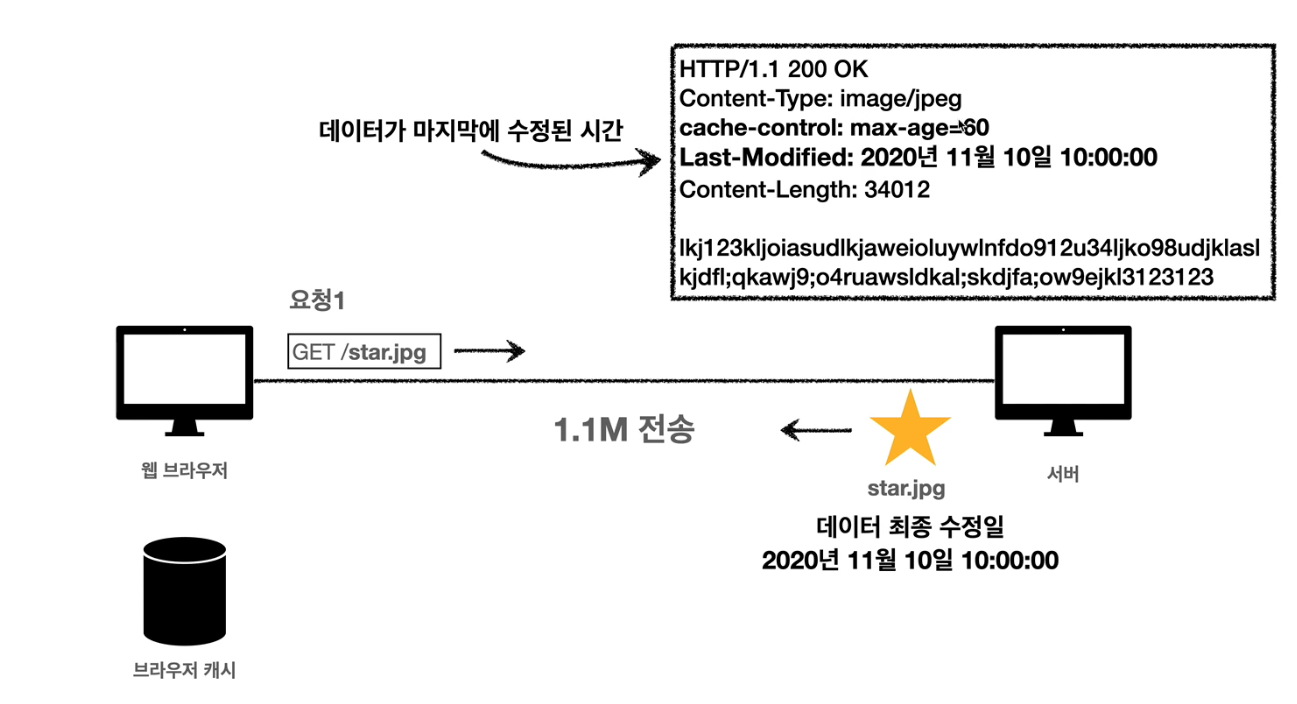 HTTP/1.1 200 OK
Content-Type: image/jpeg
cache-control: max-age=60
Last-Modified: 2020년 11월 10일 10:00:00
Content-Length: 34012
lkj123kljoiasudlkjaweioluywlnfdo912u34ljko98udjklasl
kjdfl;qkawj9;o4ruawsldkal;skdjfa;ow9ejkl3123123
데이터가 마지막에 수정된 시간
요청1
GET /star.jpg
1.1M 전송
웹 브라우저
star.jpg
서버
데이터 최종 수정일
2020년 11월 10일 10:00:00
브라우저 캐시